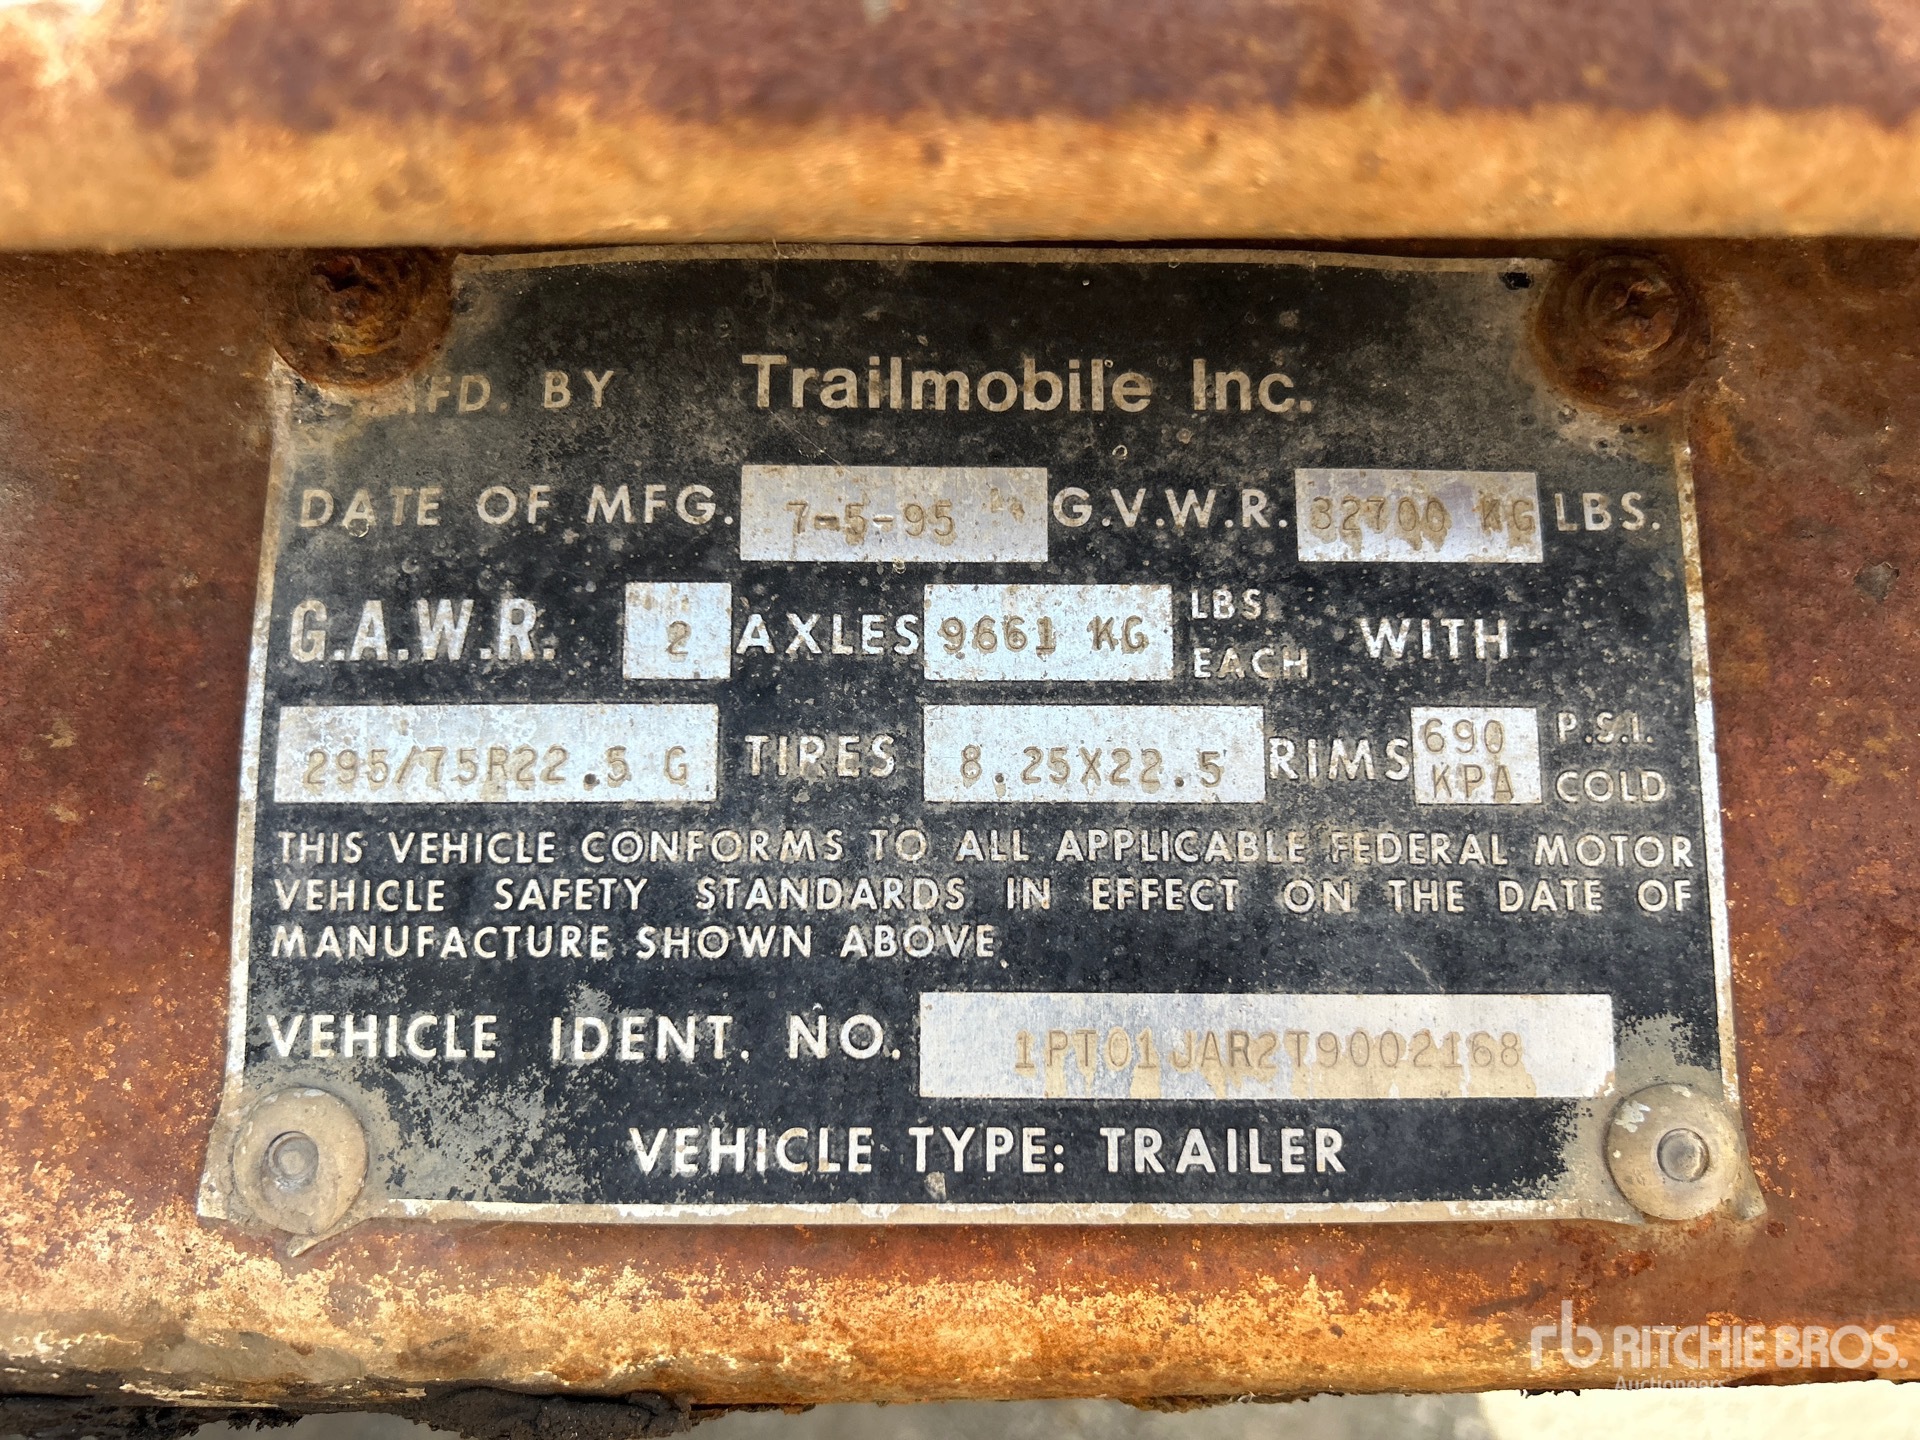 MFD. BY Trailmobile Inc.
DATE OF MFG. 7-5-95 G.V.W.R. 32700 KG LBS.
G.A.W.R. 2 AXLES 9661 KG LBS. EACH WITH
295/75R22.5 G TIRES 8.25X22.5 RIMS 690 KPA P.S.I. COLD
THIS VEHICLE CONFORMS TO ALL APPLICABLE FEDERAL MOTOR
VEHICLE SAFETY STANDARDS IN EFFECT ON THE DATE OF
MANUFACTURE SHOWN ABOVE.
VEHICLE IDENT. NO. 1PT01JAR2T9002168
VEHICLE TYPE: TRAILER
rb RITCHIE BROS.
Auctioneers